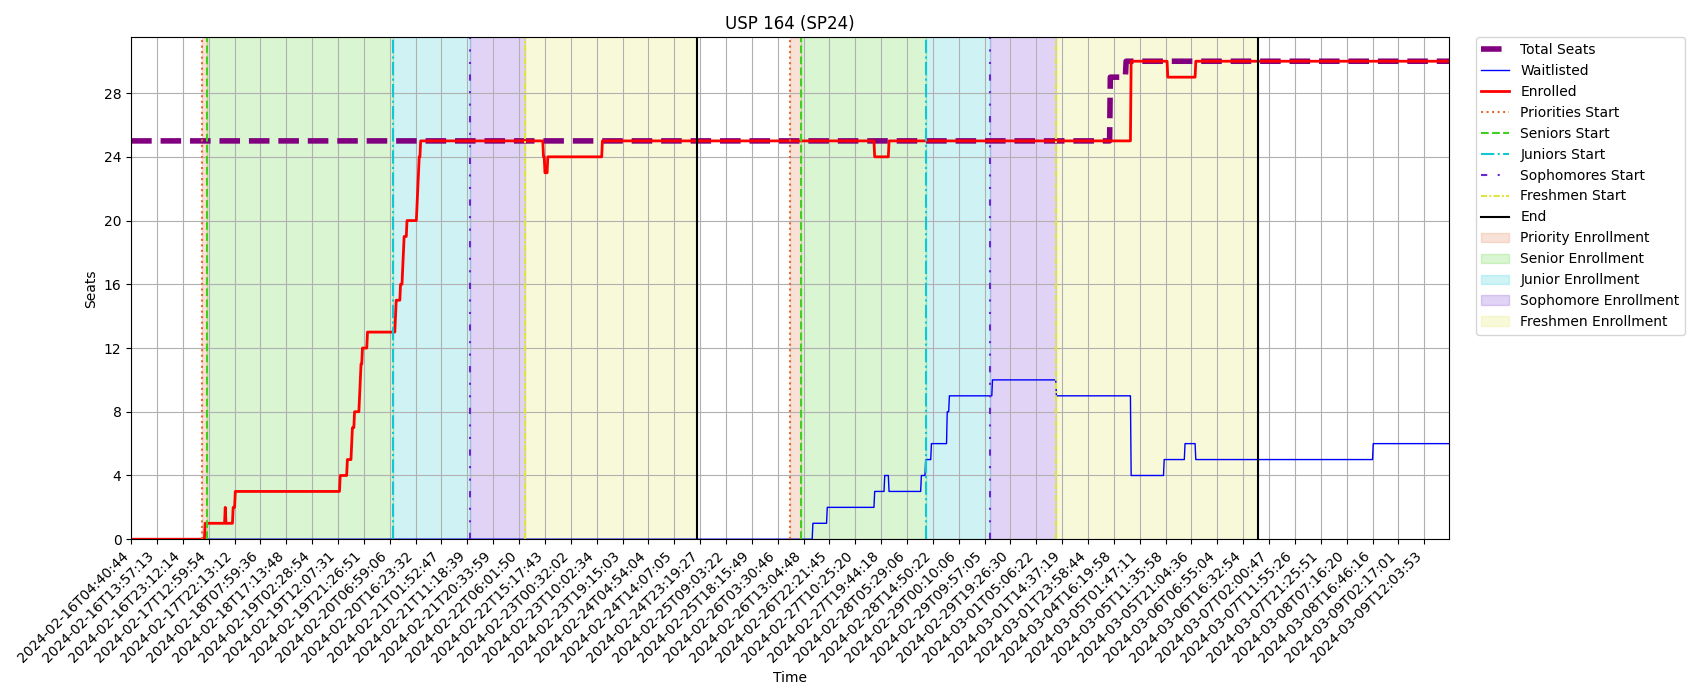 USP 164 (SP24)
Seats
28
24
20
16
12
8
4
0
2024-02-16T04:40:44
2024-02-16T13:57:13
2024-02-16T23:12:14
2024-02-17T12:59:54
2024-02-17T22:13:12
2024-02-18T07:59:36
2024-02-18T17:13:48
2024-02-19T02:28:54
2024-02-19T12:07:31
2024-02-19T21:26:51
2024-02-20T06:59:06
2024-02-20T16:23:32
2024-02-21T01:52:47
2024-02-21T11:18:39
2024-02-21T20:33:59
2024-02-22T06:01:50
2024-02-22T15:17:43
2024-02-23T00:32:02
2024-02-23T10:02:34
2024-02-23T19:15:03
2024-02-24T04:54:04
2024-02-24T14:07:05
2024-02-24T23:19:27
2024-02-25T09:03:22
2024-02-25T18:15:49
2024-02-26T03:30:46
2024-02-26T13:04:48
2024-02-26T22:21:45
2024-02-27T10:25:20
2024-02-27T19:44:18
2024-02-28T05:29:06
2024-02-28T14:50:22
2024-02-29T00:10:06
2024-02-29T09:57:05
2024-02-29T19:26:30
2024-03-01T05:06:22
2024-03-01T14:37:19
2024-03-01T23:58:44
2024-03-04T16:19:58
2024-03-05T01:47:11
2024-03-05T11:35:58
2024-03-05T21:04:36
2024-03-06T06:55:04
2024-03-06T16:32:54
2024-03-07T02:00:47
2024-03-07T11:55:26
2024-03-07T21:25:51
2024-03-08T07:16:20
2024-03-08T16:46:16
2024-03-09T02:17:01
2024-03-09T12:03:53
Time
Total Seats
Waitlisted
Enrolled
Priorities Start
Seniors Start
Juniors Start
Sophomores Start
Freshmen Start
End
Priority Enrollment
Senior Enrollment
Junior Enrollment
Sophomore Enrollment
Freshmen Enrollment